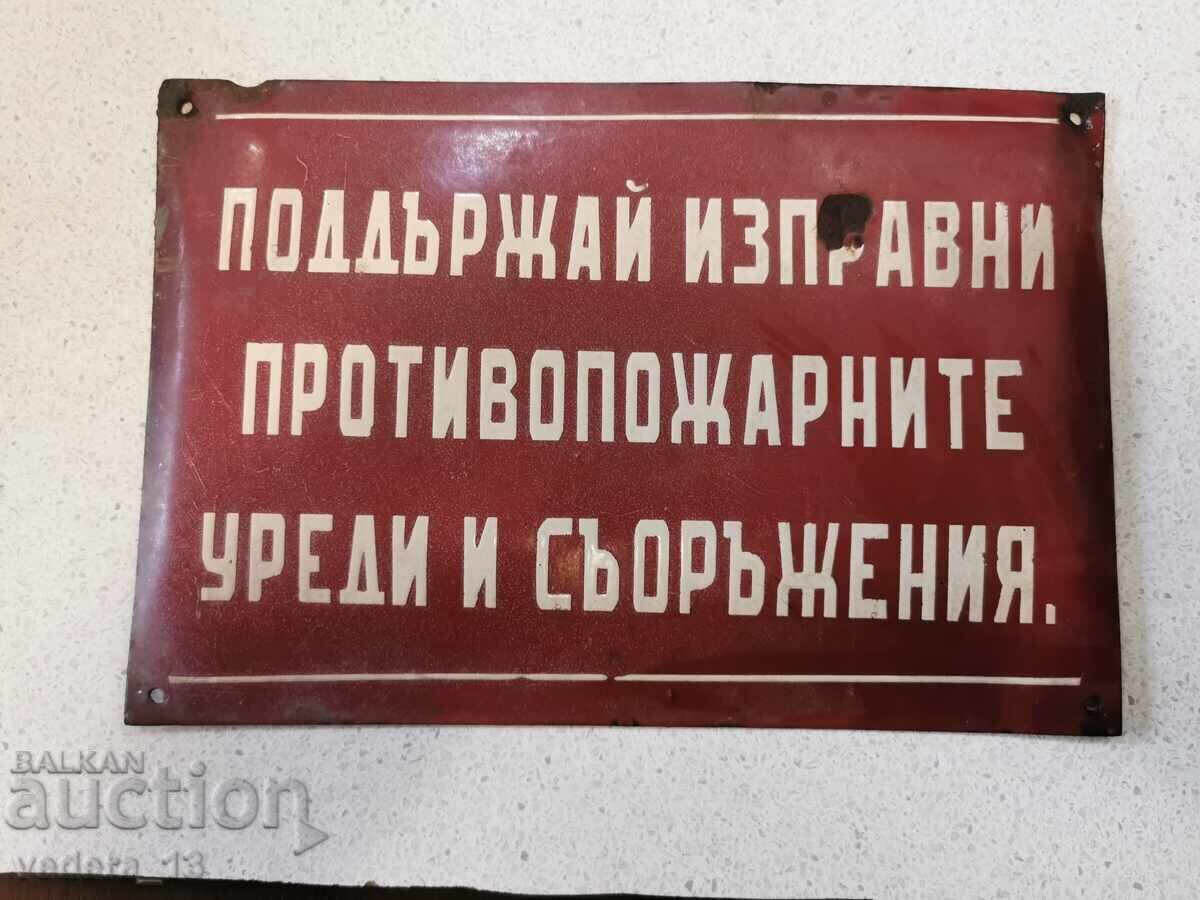 ПОДДЪРЖАЙ ИЗПРАВНИ
ПРОТИВОПОЖАРНИТЕ
УРЕДИ И СЪОРЪЖЕНИЯ.
BALKAN
auction
vedera_13